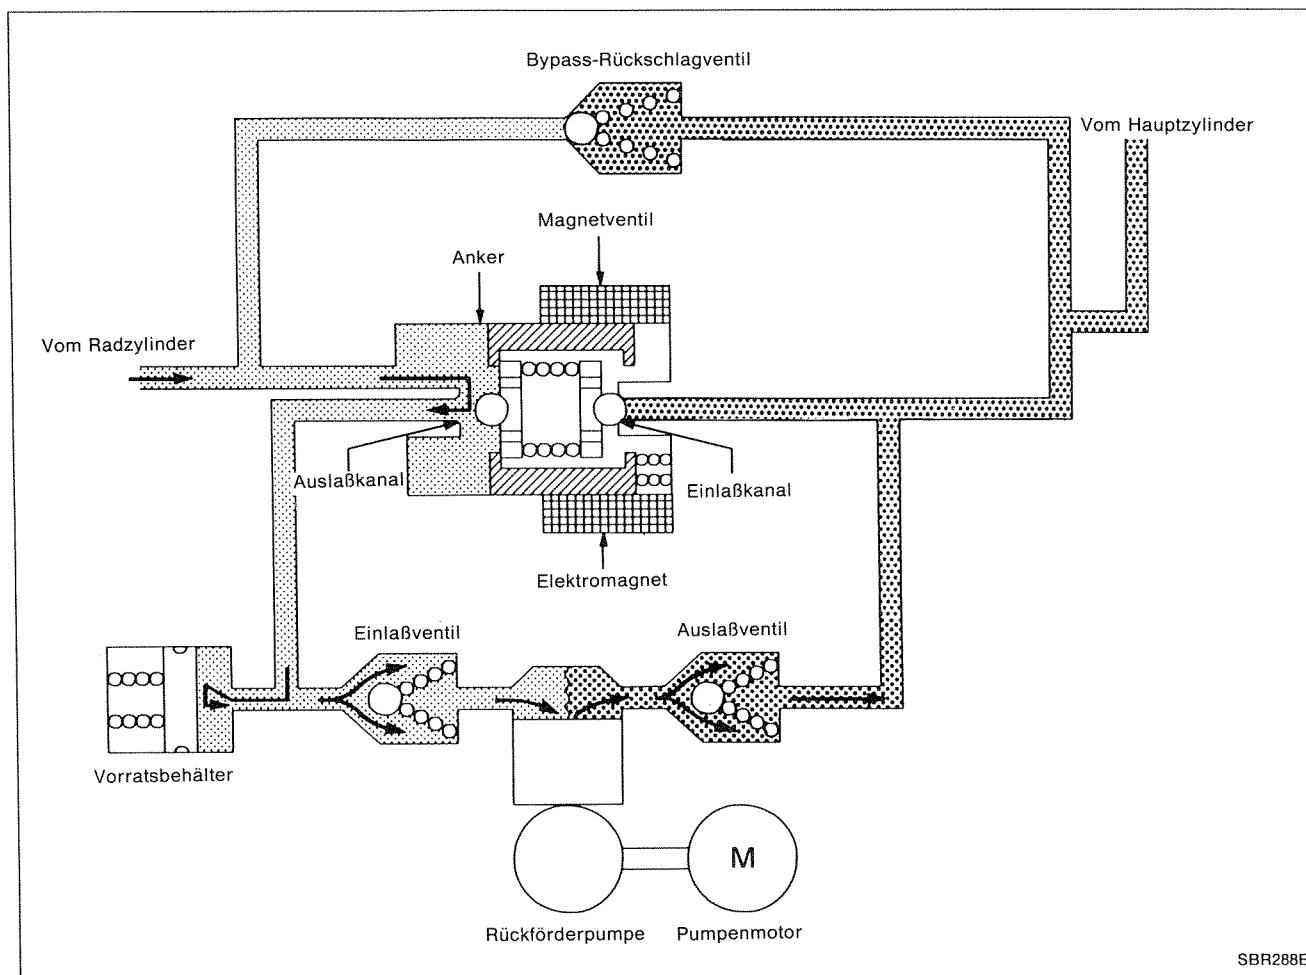 Bypass-Rückschlagventil
Vom Hauptzylinder
Magnetventil
Anker
Vom Radzylinder
Auslaßkanal
Einlaßkanal
Elektromagnet
Einlaßventil
Auslaßventil
Vorratsbehälter
M
Rückförderpumpe
Pumpenmotor
SBR288E